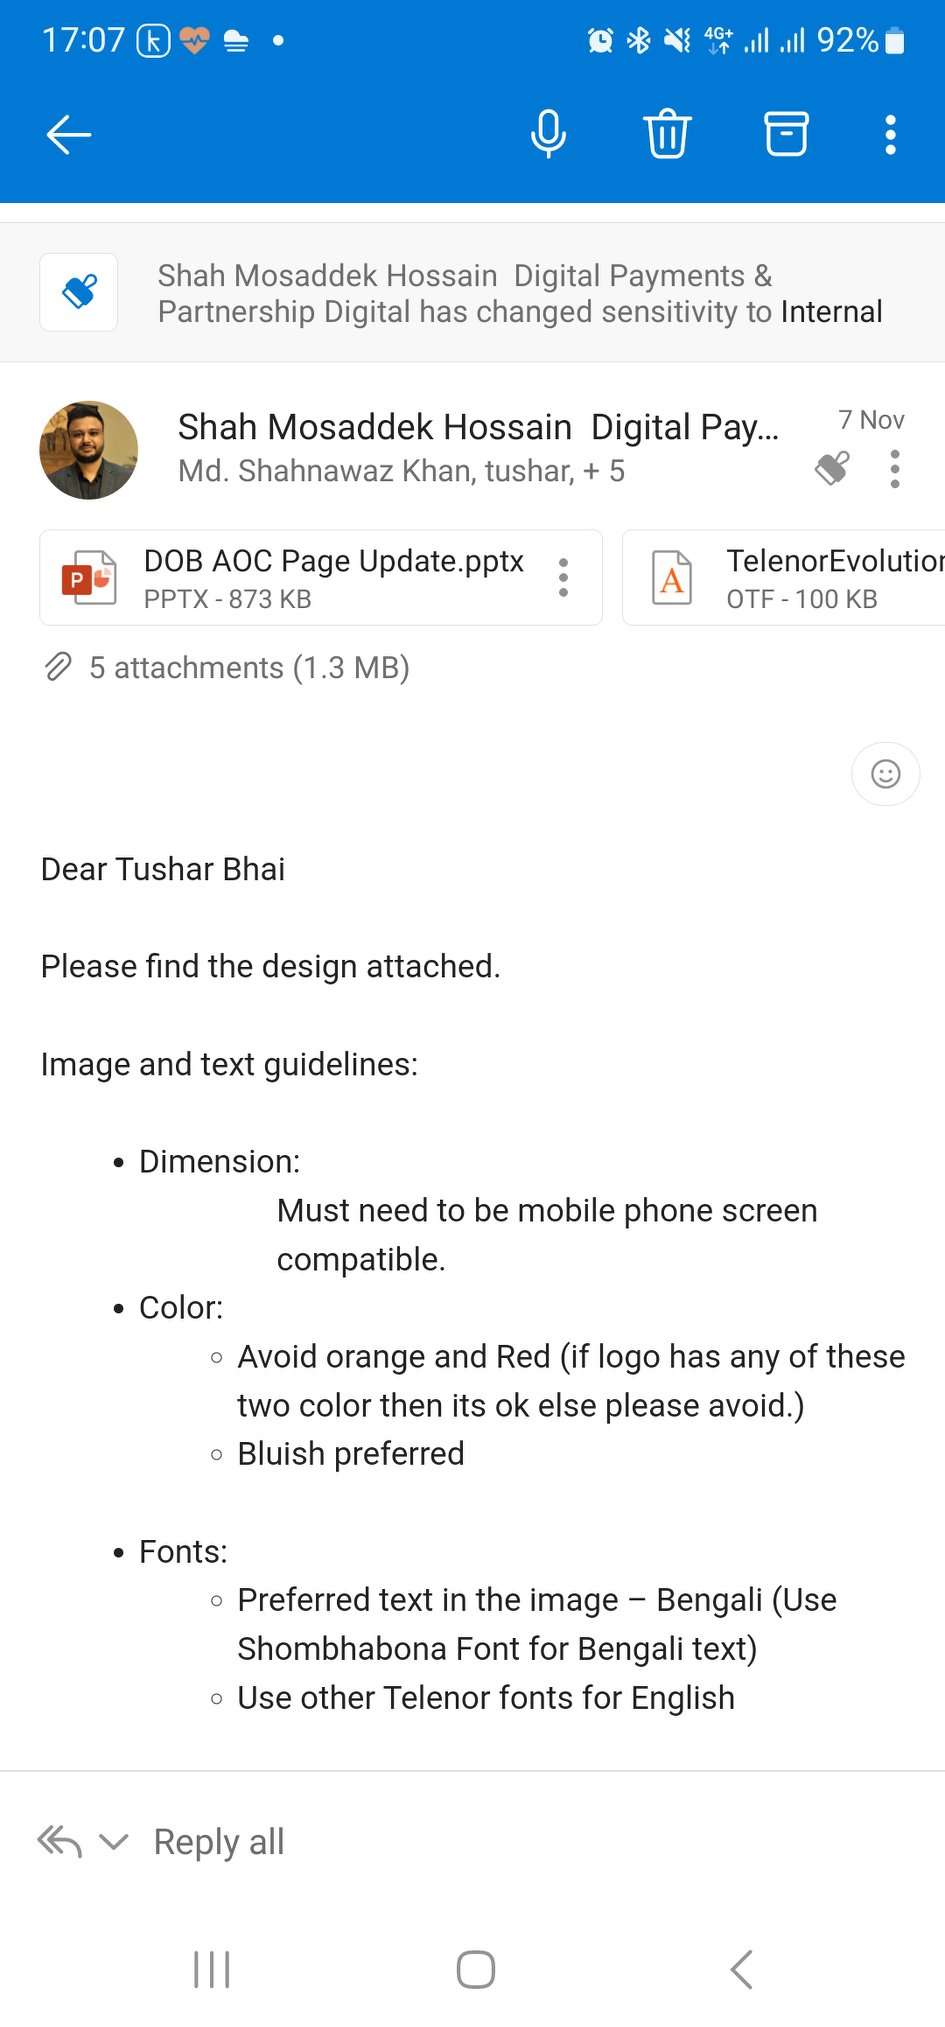 17:07 k 4G+ 92%
Shah Mosaddek Hossain Digital Payments &
Partnership Digital has changed sensitivity to Internal
Shah Mosaddek Hossain Digital Pay... 7 Nov
Md. Shahnawaz Khan, tushar, + 5
P DOB AOC Page Update.pptx
PPTX - 873 KB
A TelenorEvolution
OTF - 100 KB
5 attachments (1.3 MB)
Dear Tushar Bhai
Please find the design attached.
Image and text guidelines:
• Dimension:
Must need to be mobile phone screen
compatible.
• Color:
○ Avoid orange and Red (if logo has any of these
two color then its ok else please avoid.)
○ Bluish preferred
• Fonts:
○ Preferred text in the image – Bengali (Use
Shombhabona Font for Bengali text)
○ Use other Telenor fonts for English
Reply all